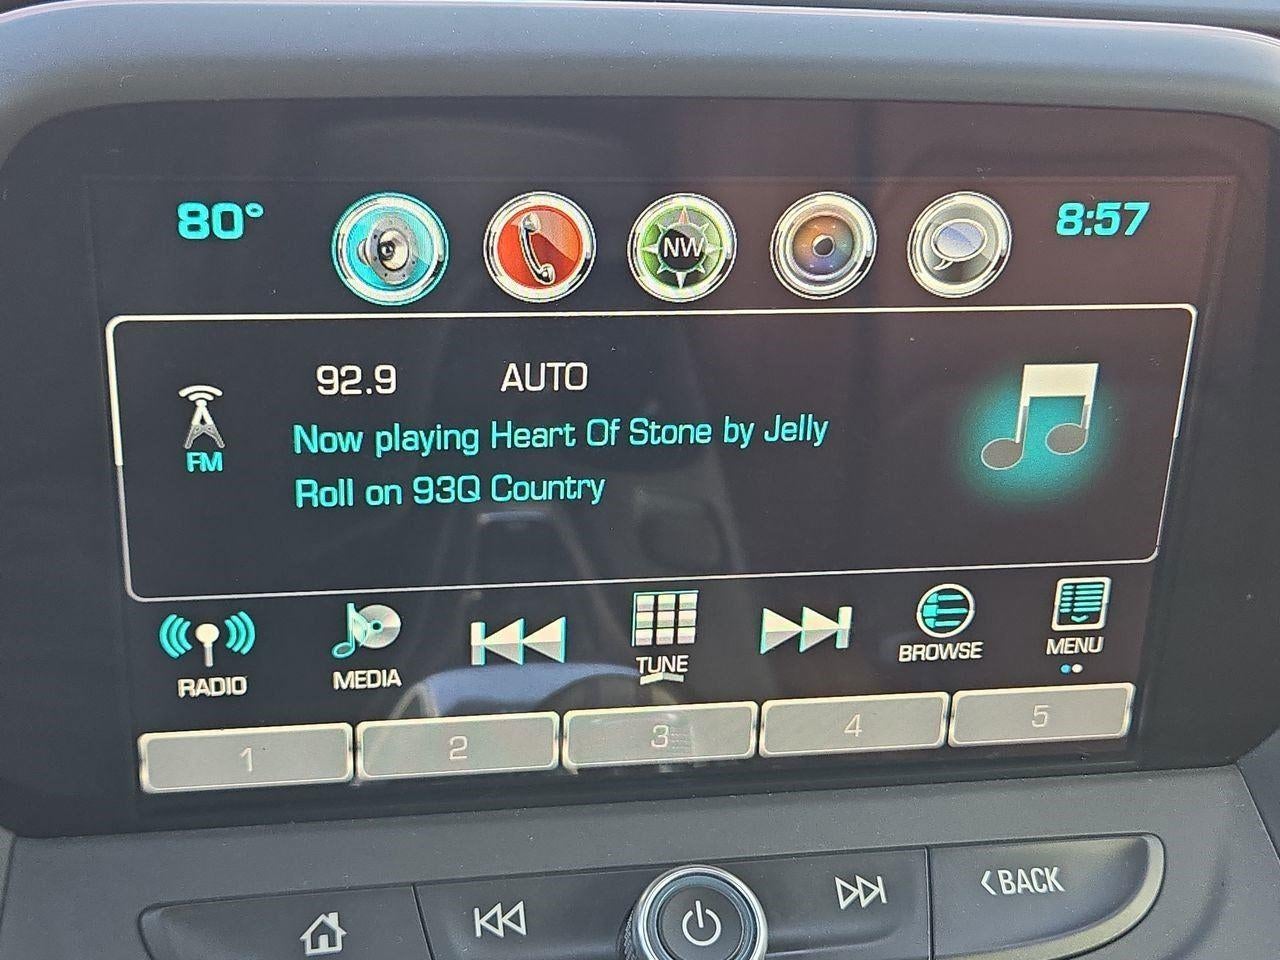 80° NW 8:57
92.9 AUTO
FM
Now playing Heart Of Stone by Jelly
Roll on 93Q Country
RADIO MEDIA TUNE BROWSE MENU
1 2 3 4 5
<BACK